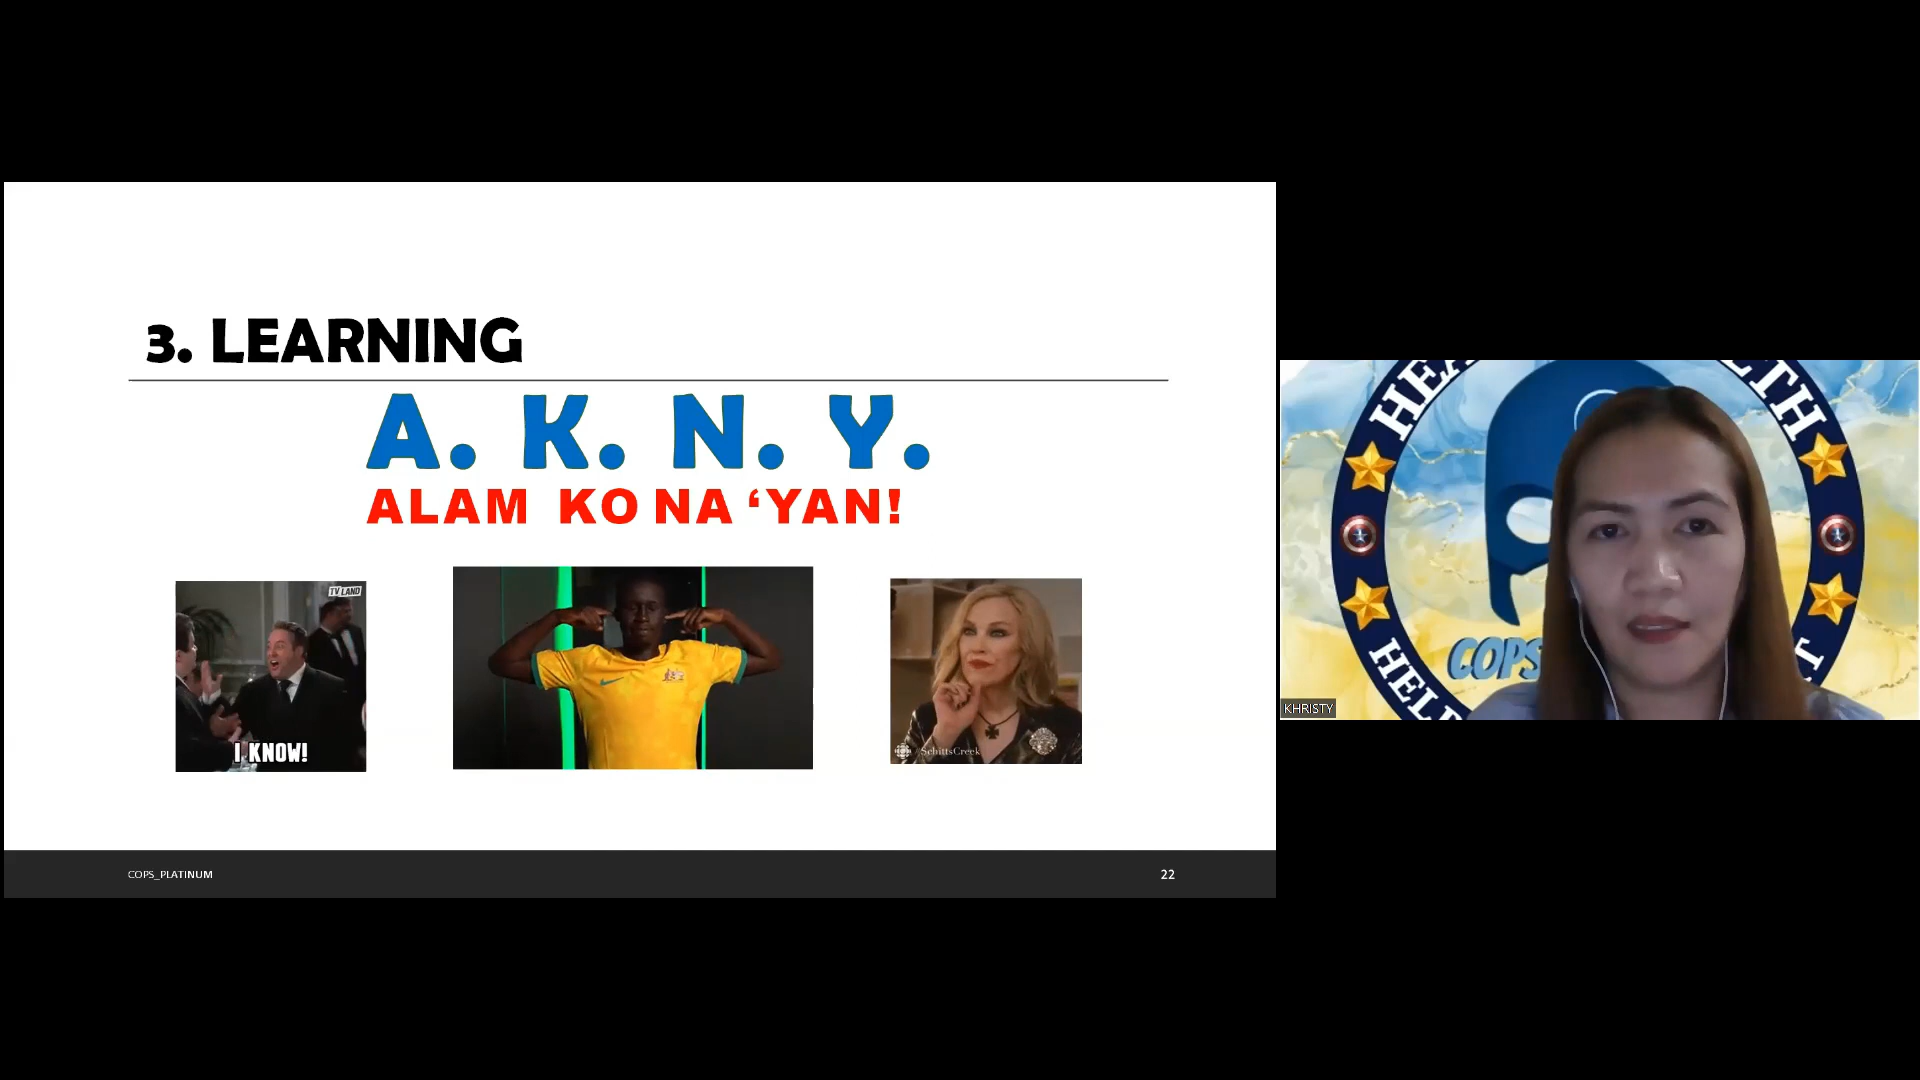 3. LEARNING
A. K. N. Y.
ALAM KO NA ‘YAN!
TV LAND
I KNOW!
/ SchittsCreek
COPS_PLATINUM
22
COPS
KHRISTY